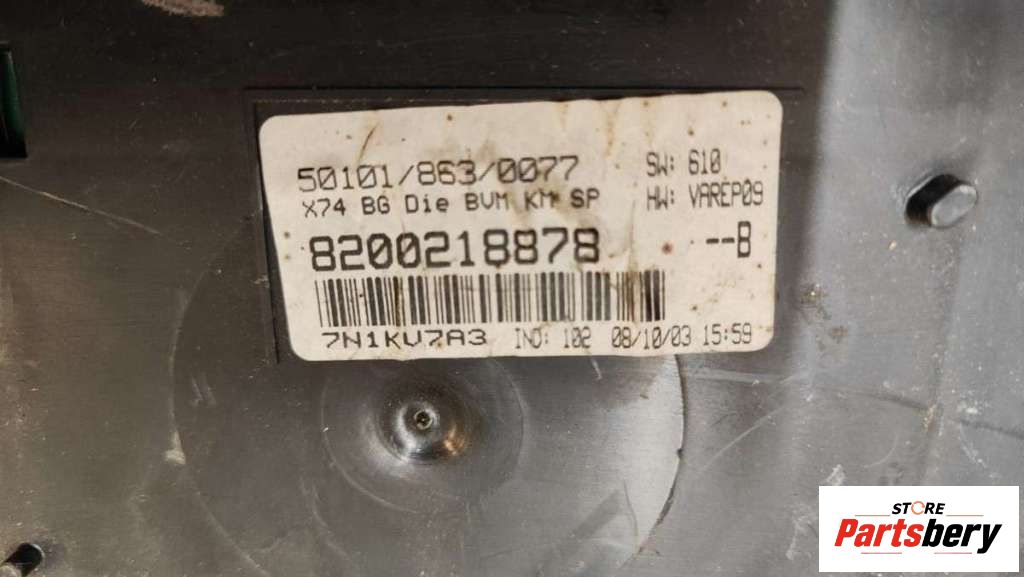 50101/863/0077
SW: 610
X74 BG Die BVM KM SP
HW: VAREP09
8200218878
--B
7N1KV7A3 IND: 102 08/10/03 15:59
STORE
Partsbery